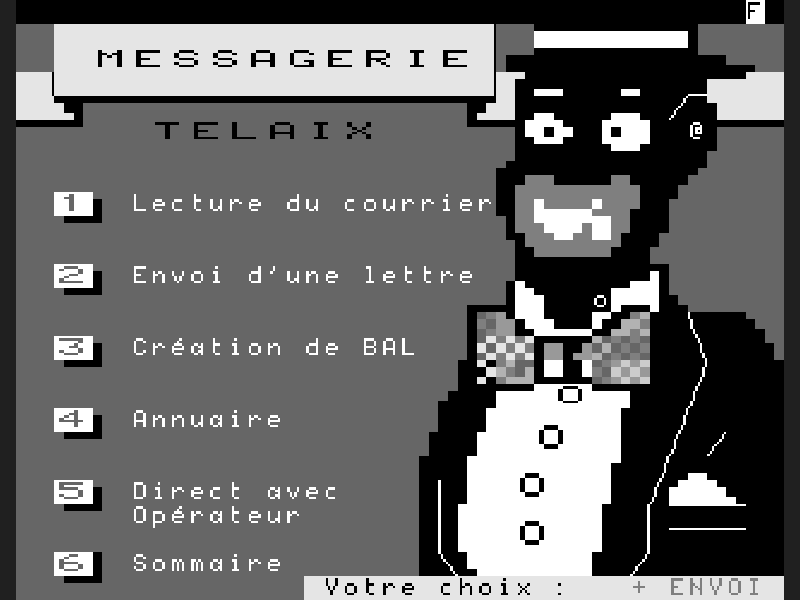 F
MESSAGERIE
TELAIX
1 Lecture du courrier
2 Envoi d'une lettre
3 Création de BAL
4 Annuaire
5 Direct avec
Opérateur
6 Sommaire
Votre choix : + ENVOI